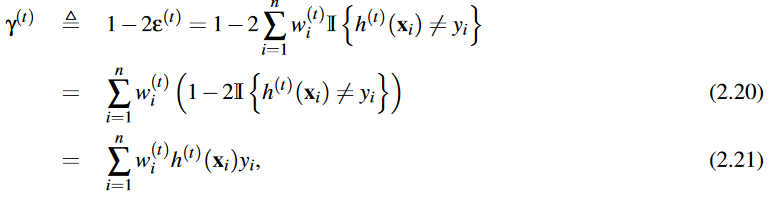 γ^(t) ≜ 1 − 2ε^(t) = 1 − 2 ∑_{i=1}^{n} w_i^(t) 𝕀 { h^(t)(x_i) ≠ y_i }
= ∑_{i=1}^{n} w_i^(t) ( 1 − 2𝕀 { h^(t)(x_i) ≠ y_i } ) (2.20)
= ∑_{i=1}^{n} w_i^(t) h^(t)(x_i) y_i, (2.21)